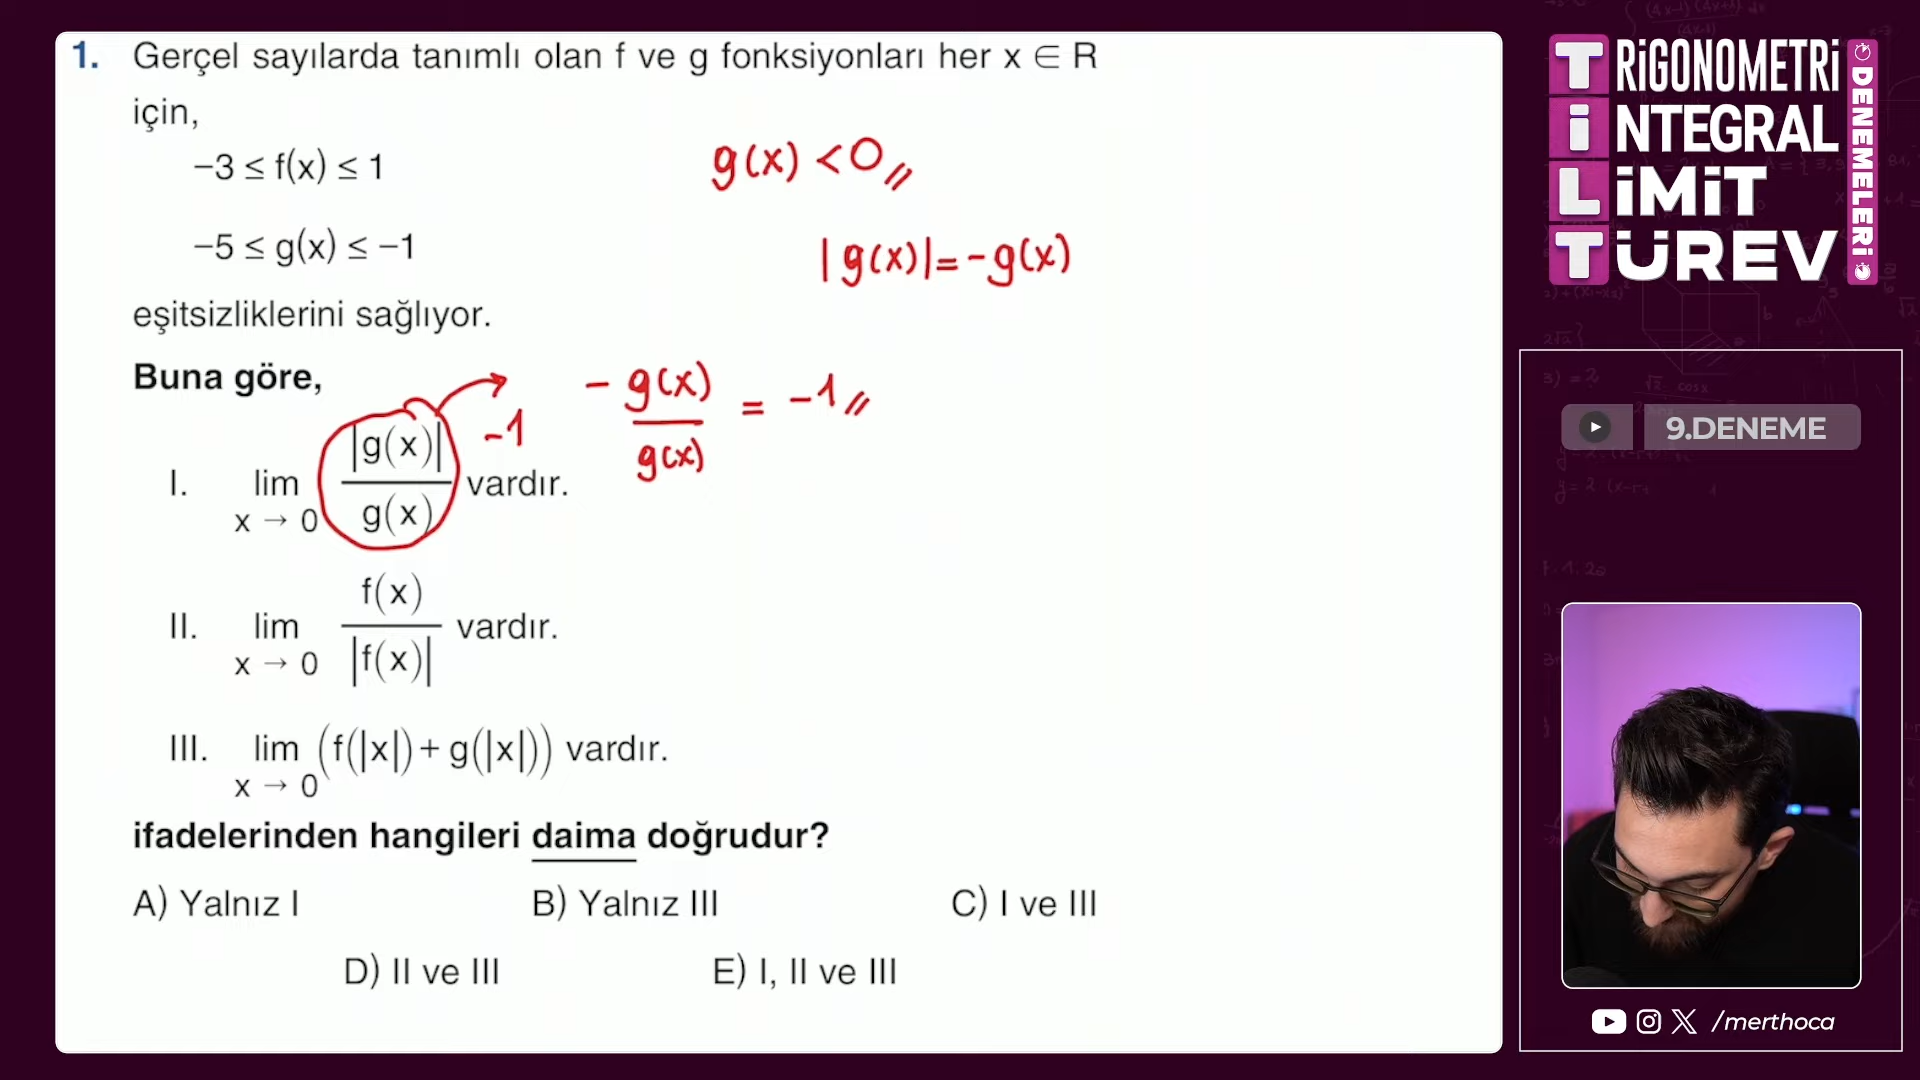 1. Gerçel sayılarda tanımlı olan f ve g fonksiyonları her x ∈ R
için,
−3 ≤ f(x) ≤ 1
−5 ≤ g(x) ≤ −1
eşitsizliklerini sağlıyor.
g(x) < 0
|g(x)| = -g(x)
Buna göre,
I. lim x → 0 |g(x)| / g(x) vardır.
-1
-g(x) / g(x) = -1
II. lim x → 0 f(x) / |f(x)| vardır.
III. lim x → 0 (f(|x|) + g(|x|)) vardır.
ifadelerinden hangileri daima doğrudur?
A) Yalnız I B) Yalnız III C) I ve III
D) II ve III E) I, II ve III
TRiGONOMETRi
iNTEGRAL
LiMiT
TÜREV
DENEMELERi
9.DENEME
/merthoca